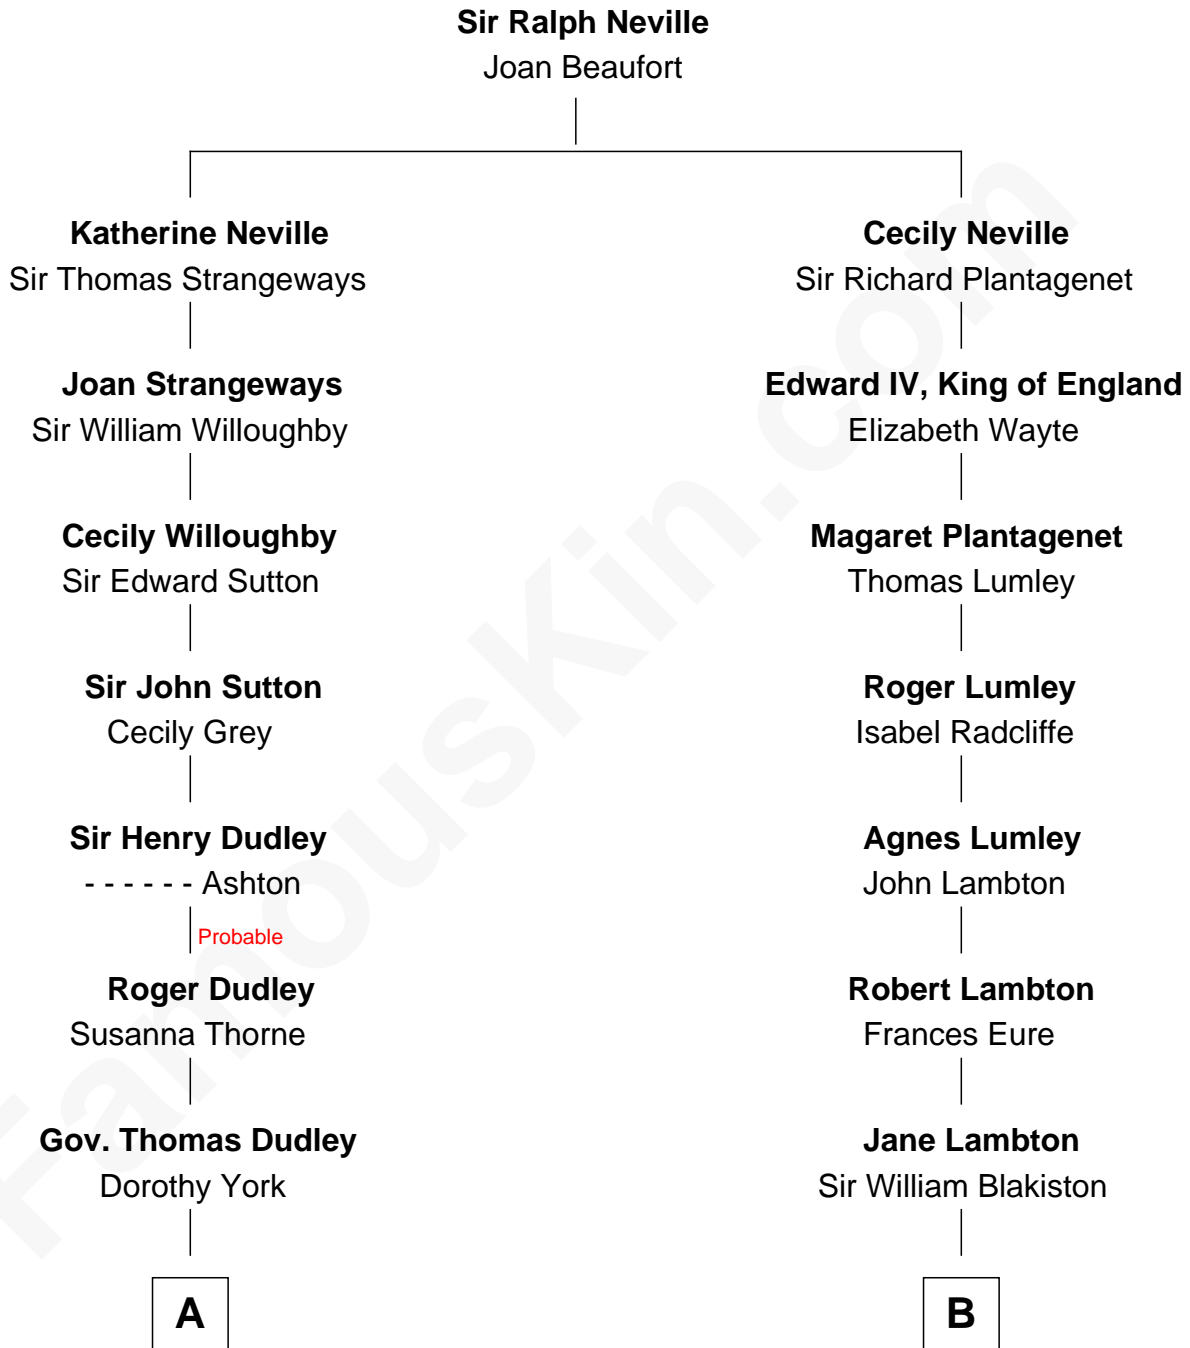 Sir Ralph Neville
Joan Beaufort
Katherine Neville
Sir Thomas Strangeways
Cecily Neville
Sir Richard Plantagenet
Joan Strangeways
Sir William Willoughby
Edward IV, King of England
Elizabeth Wayte
Cecily Willoughby
Sir Edward Sutton
Magaret Plantagenet
Thomas Lumley
Sir John Sutton
Cecily Grey
Roger Lumley
Isabel Radcliffe
Sir Henry Dudley
- - - - - - Ashton
Agnes Lumley
John Lambton
Probable
Roger Dudley
Susanna Thorne
Robert Lambton
Frances Eure
Gov. Thomas Dudley
Dorothy York
Jane Lambton
Sir William Blakiston
A
B
FamousKin.com